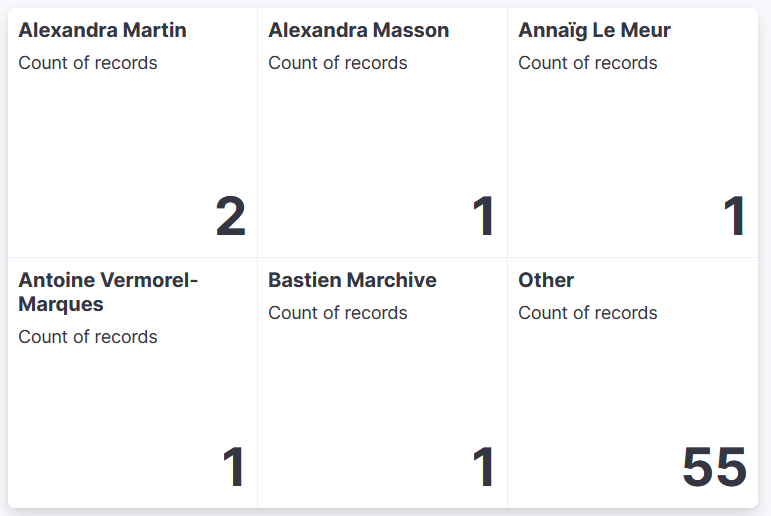 Alexandra Martin
Count of records
2
Alexandra Masson
Count of records
1
Annaïg Le Meur
Count of records
1
Antoine Vermorel-
Marques
Count of records
1
Bastien Marchive
Count of records
1
Other
Count of records
55